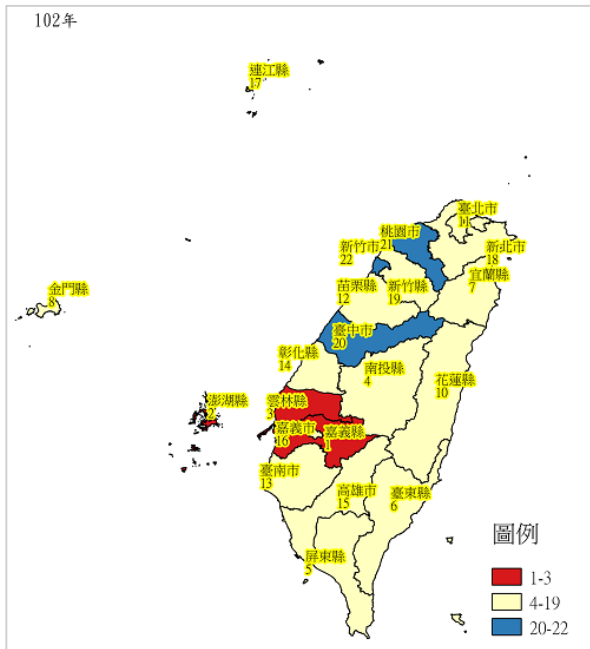 102年
連江縣
17
臺北市
11
桃園市
21
新竹市
22
新北市
18
宜蘭縣
7
金門縣
8
苗栗縣
12
新竹縣
19
臺中市
20
彰化縣
14
南投縣
4
花蓮縣
10
澎湖縣
2
雲林縣
3
嘉義市
16
嘉義縣
1
臺南市
13
高雄市
15
臺東縣
6
屏東縣
5
圖例
1-3
4-19
20-22